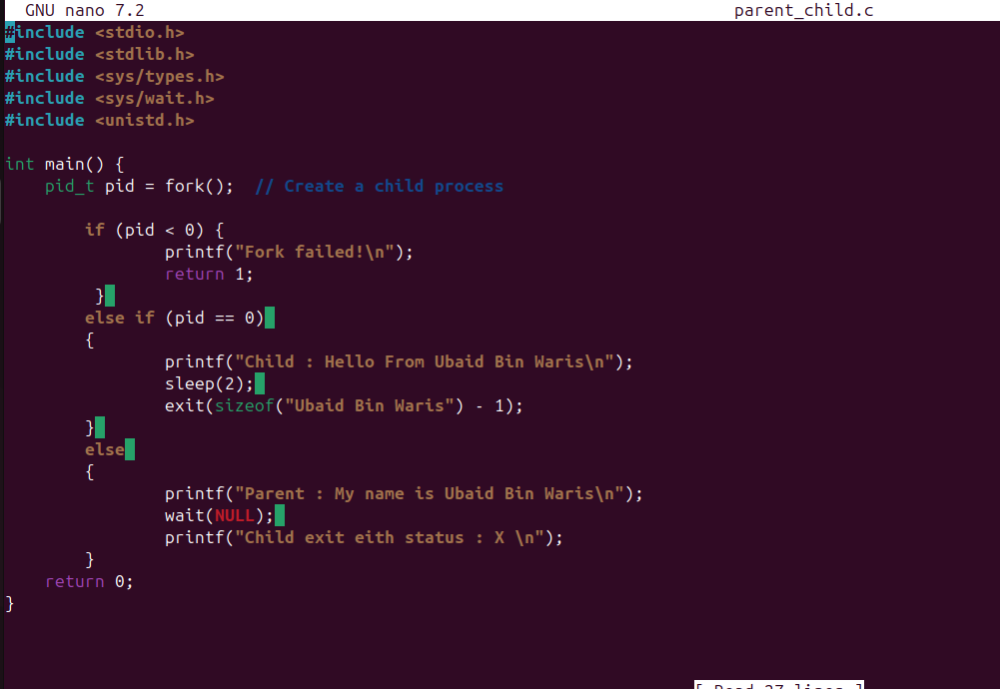 GNU nano 7.2 parent_child.c
#include <stdio.h>
#include <stdlib.h>
#include <sys/types.h>
#include <sys/wait.h>
#include <unistd.h>

int main() {
    pid_t pid = fork();  // Create a child process

        if (pid < 0) {
                printf("Fork failed!\n");
                return 1;
         }
        else if (pid == 0)
        {
                printf("Child : Hello From Ubaid Bin Waris\n");
                sleep(2);
                exit(sizeof("Ubaid Bin Waris") - 1);
        }
        else
        {
                printf("Parent : My name is Ubaid Bin Waris\n");
                wait(NULL);
                printf("Child exit eith status : X \n");
        }
    return 0;
}
[ Read 27 lines ]